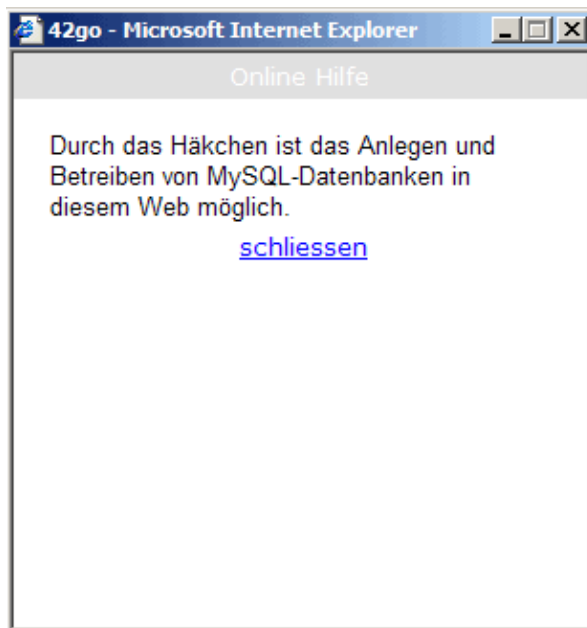 42go - Microsoft Internet Explorer
Online Hilfe
Durch das Häkchen ist das Anlegen und
Betreiben von MySQL-Datenbanken in
diesem Web möglich.
schliessen